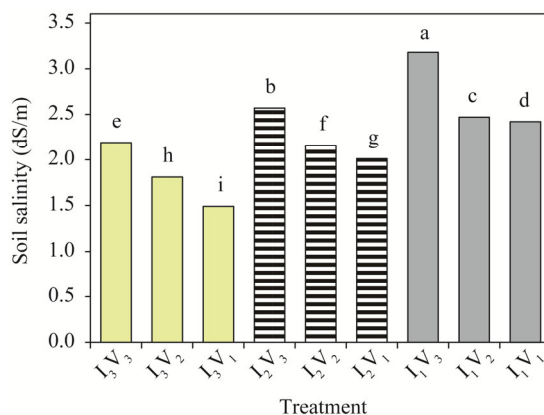 a
b
c
d
e
f
g
h
i
3.5
3.0
2.5
2.0
1.5
1.0
0.5
0.0
Soil salinity (dS/m)
I₃V₃ I₃V₂ I₃V₁ I₂V₃ I₂V₂ I₂V₁ I₁V₃ I₁V₂ I₁V₁
Treatment